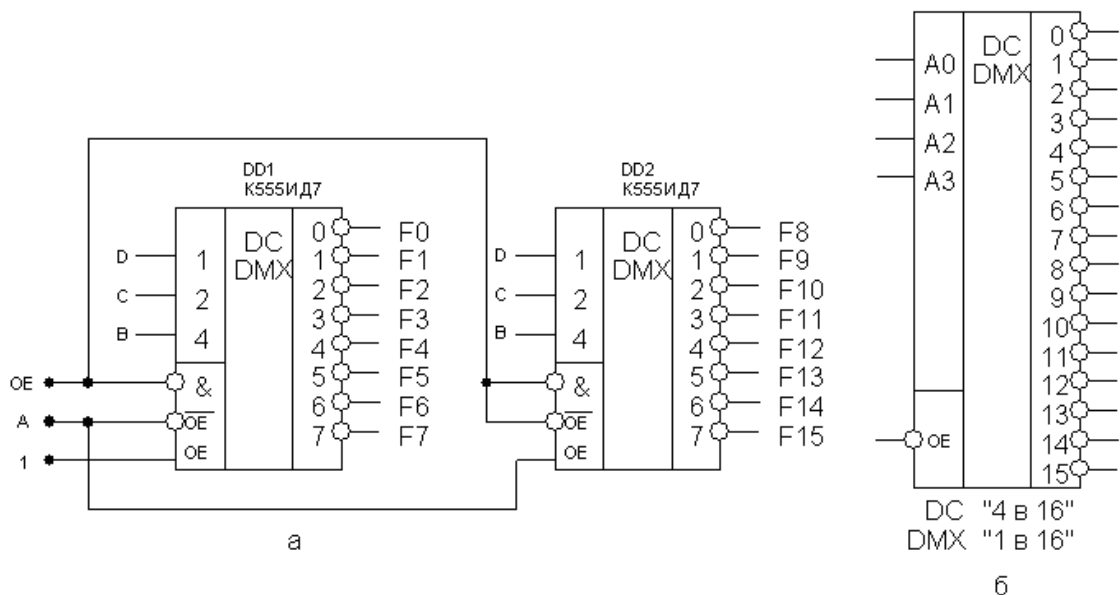 DD1
К555ИД7
DC
DMX
D
C
B
1
2
4
0
1
2
3
4
5
6
7
F0
F1
F2
F3
F4
F5
F6
F7
OE
A
1
&
OE
OE
DD2
К555ИД7
DC
DMX
D
C
B
1
2
4
0
1
2
3
4
5
6
7
F8
F9
F10
F11
F12
F13
F14
F15
&
OE
OE
а
DC
DMX
A0
A1
A2
A3
OE
0
1
2
3
4
5
6
7
8
9
10
11
12
13
14
15
DC "4 в 16"
DMX "1 в 16"
б